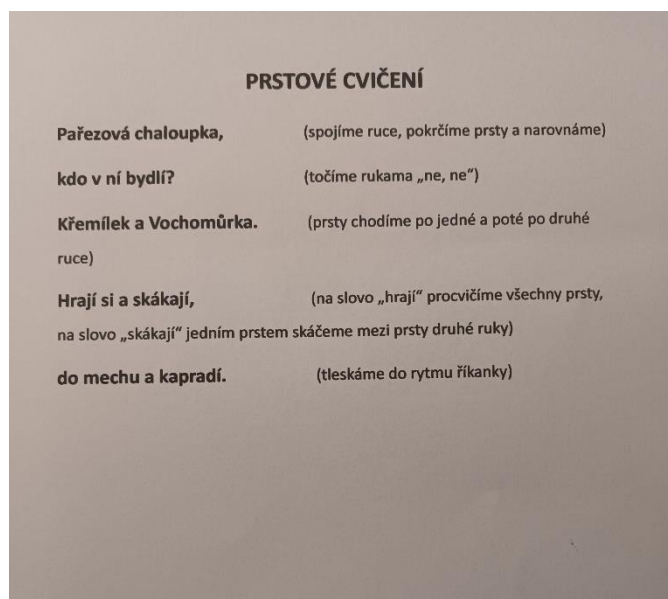 PRSTOVÉ CVIČENÍ
Pařezová chaloupka, (spojíme ruce, pokrčíme prsty a narovnáme)
kdo v ní bydlí? (točíme rukama „ne, ne“)
Křemílek a Vochomůrka. (prsty chodíme po jedné a poté po druhé
ruce)
Hrají si a skákají, (na slovo „hrají“ procvičíme všechny prsty,
na slovo „skákají“ jedním prstem skáčeme mezi prsty druhé ruky)
do mechu a kapradí. (tleskáme do rytmu říkanky)